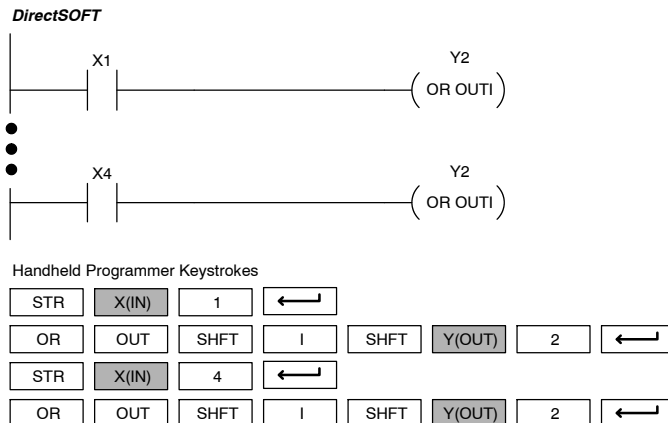 DirectSOFT
X1 Y2
OR OUTI
X4 Y2
OR OUTI
Handheld Programmer Keystrokes
STR X(IN) 1
OR OUT SHFT I SHFT Y(OUT) 2
STR X(IN) 4
OR OUT SHFT I SHFT Y(OUT) 2